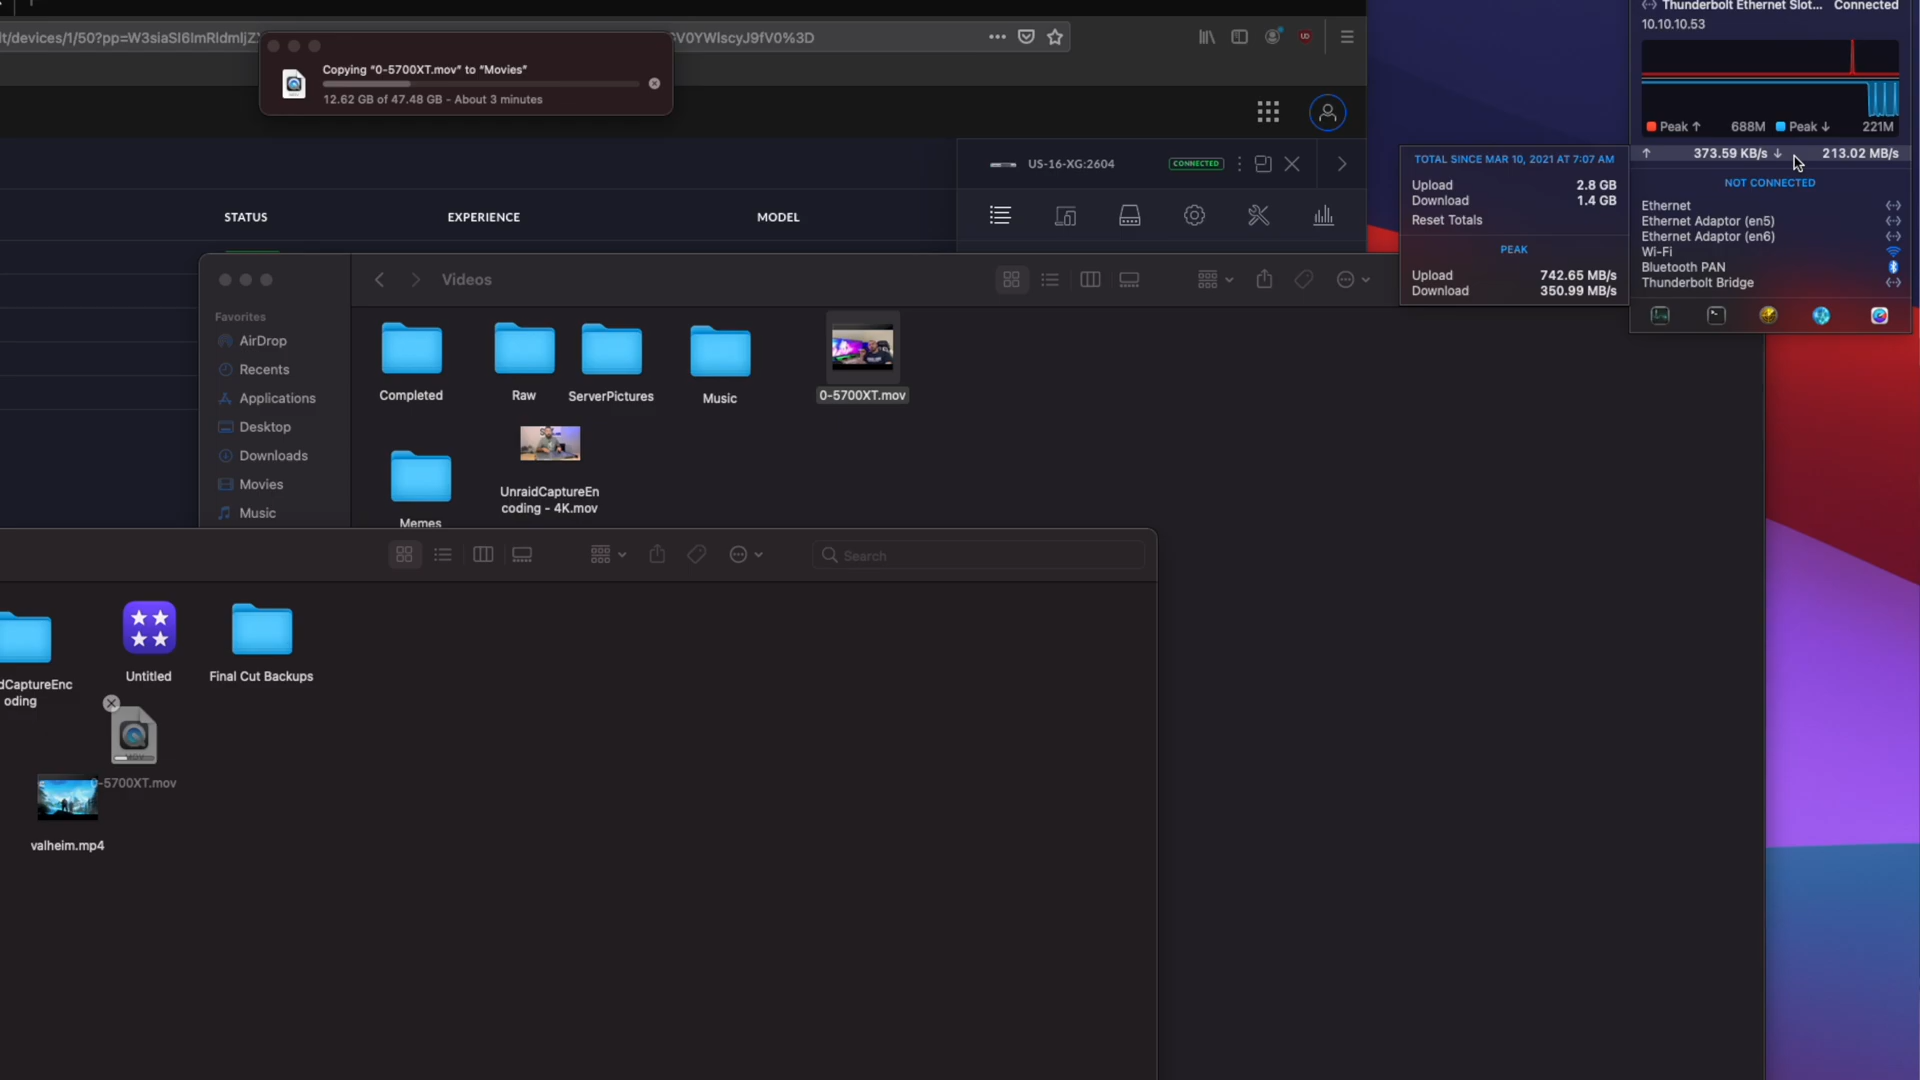 lt/devices/1/50?pp=W3siaSI6ImRldmljZ
V0YWlscyJ9fV0%3D
Copying “0-5700XT.mov” to “Movies”
12.62 GB of 47.48 GB - About 3 minutes
Thunderbolt Ethernet Slot... Connected
10.10.10.53
Peak ↑ 688M Peak ↓ 221M
↑ 373.59 KB/s ↓ 213.02 MB/s
NOT CONNECTED
Ethernet
Ethernet Adaptor (en5)
Ethernet Adaptor (en6)
Wi-Fi
Bluetooth PAN
Thunderbolt Bridge
TOTAL SINCE MAR 10, 2021 AT 7:07 AM
Upload 2.8 GB
Download 1.4 GB
Reset Totals
PEAK
Upload 742.65 MB/s
Download 350.99 MB/s
US-16-XG:2604 CONNECTED
STATUS EXPERIENCE MODEL
Videos
Favorites
AirDrop
Recents
Applications
Desktop
Downloads
Movies
Music
Completed
Raw
ServerPictures
Music
0-5700XT.mov
Memes
UnraidCaptureEn
coding - 4K.mov
Search
dCaptureEnc
oding
Untitled
Final Cut Backups
MOV
0-5700XT.mov
valheim.mp4